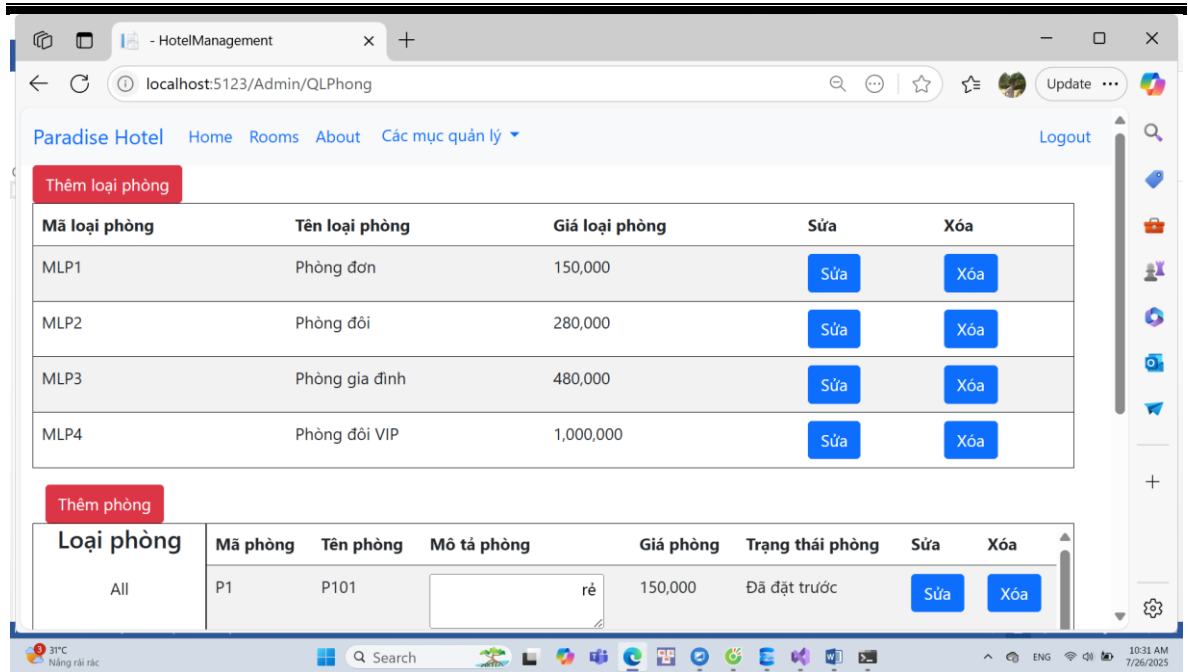 - HotelManagement
localhost:5123/Admin/QLPhong
Update
Paradise Hotel Home Rooms About Các mục quản lý Logout
Thêm loại phòng
Mã loại phòng Tên loại phòng Giá loại phòng Sửa Xóa
MLP1 Phòng đơn 150,000 Sửa Xóa
MLP2 Phòng đôi 280,000 Sửa Xóa
MLP3 Phòng gia đình 480,000 Sửa Xóa
MLP4 Phòng đôi VIP 1,000,000 Sửa Xóa
Thêm phòng
Loại phòng Mã phòng Tên phòng Mô tả phòng Giá phòng Trạng thái phòng Sửa Xóa
All P1 P101 rẻ 150,000 Đã đặt trước Sửa Xóa
3 31°C Search ENG 10:31 AM
Nắng rải rác 7/26/2025